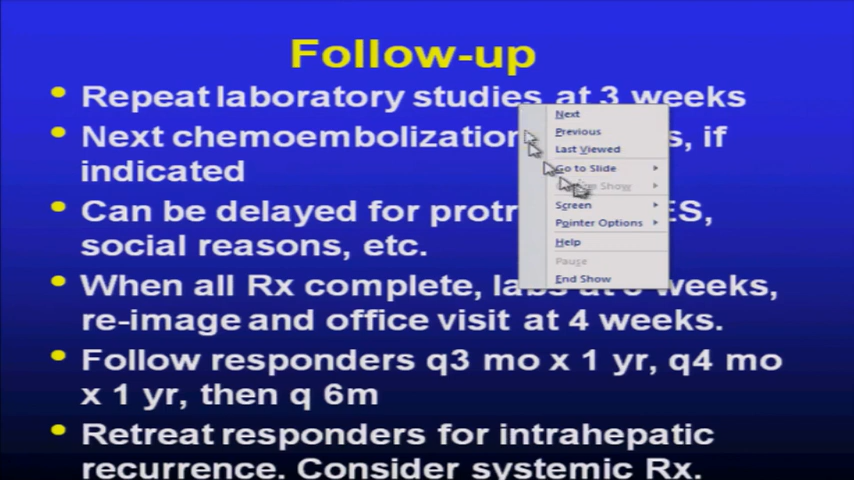 Follow-up
• Repeat laboratory studies at 3 weeks
• Next chemoembolization s, if
indicated
• Can be delayed for protr ES,
social reasons, etc.
• When all Rx complete, labs at 3 weeks,
re-image and office visit at 4 weeks.
• Follow responders q3 mo x 1 yr, q4 mo
x 1 yr, then q 6m
• Retreat responders for intrahepatic
recurrence. Consider systemic Rx.
Next
Previous
Last Viewed
Go to Slide
Show
Screen
Pointer Options
Help
Pause
End Show